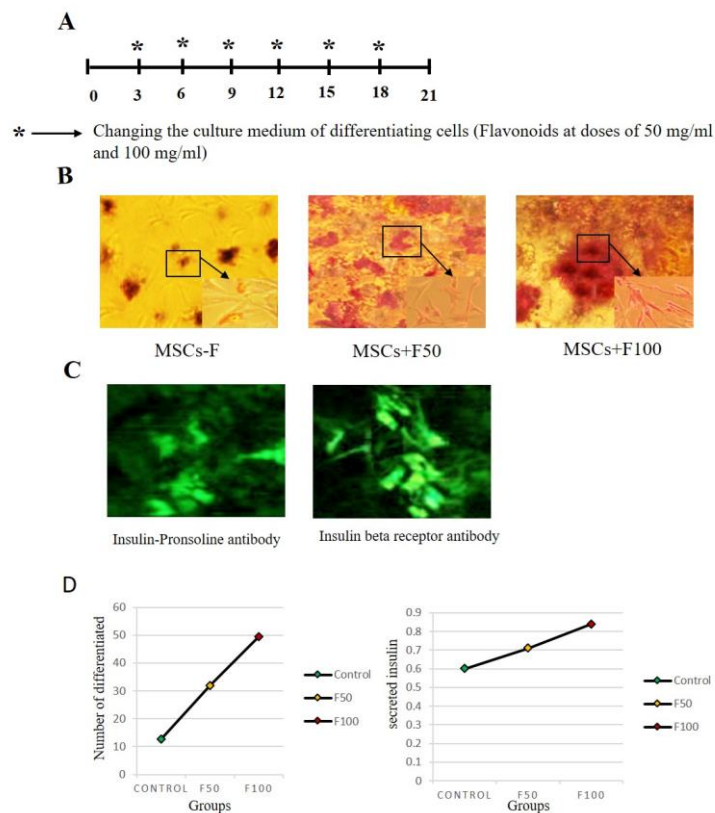 A
* * * * * *
0 3 6 9 12 15 18 21
* Changing the culture medium of differentiating cells (Flavonoids at doses of 50 mg/ml
and 100 mg/ml)
B
MSCs-F MSCs+F50 MSCs+F100
C
Insulin-Pronsoline antibody Insulin beta receptor antibody
D
Number of differentiated
60
50
40
30
20
10
0
CONTROL F50 F100
Groups
Control
F50
F100
secreted insulin
0.9
0.8
0.7
0.6
0.5
0.4
0.3
0.2
0.1
0
CONTROL F50 F100
Groups
Control
F50
F100